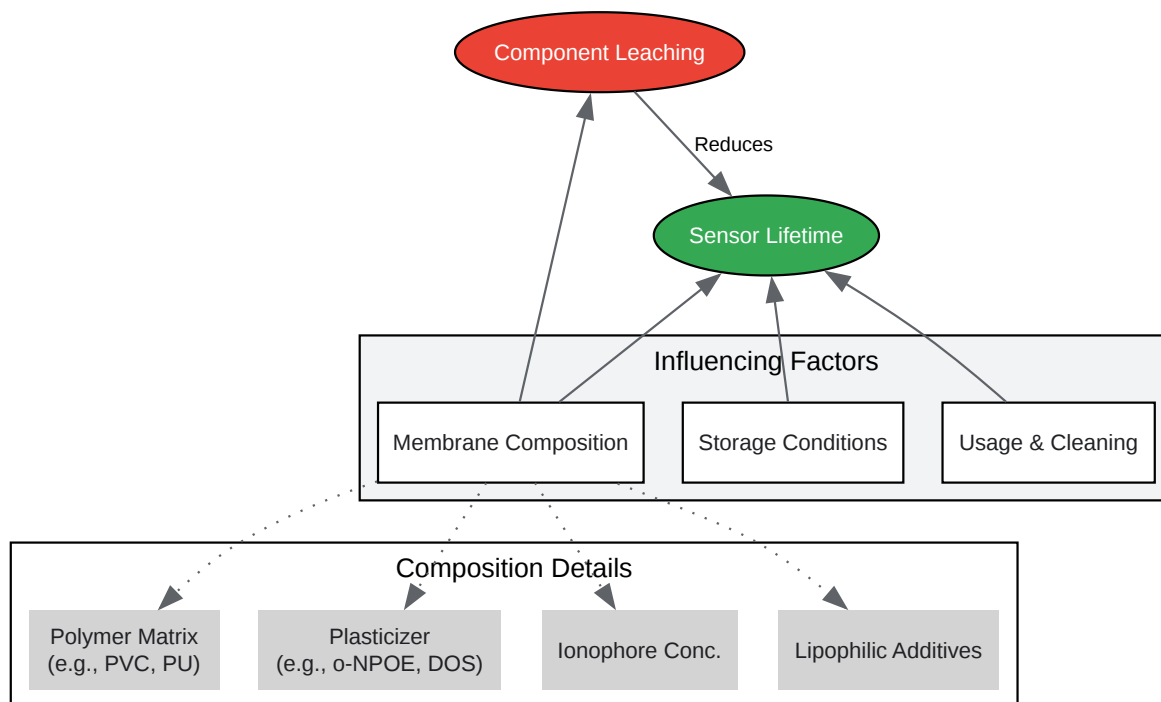 Component Leaching
Reduces
Sensor Lifetime
Influencing Factors
Membrane Composition
Storage Conditions
Usage & Cleaning
Composition Details
Polymer Matrix
(e.g., PVC, PU)
Plasticizer
(e.g., o-NPOE, DOS)
Ionophore Conc.
Lipophilic Additives